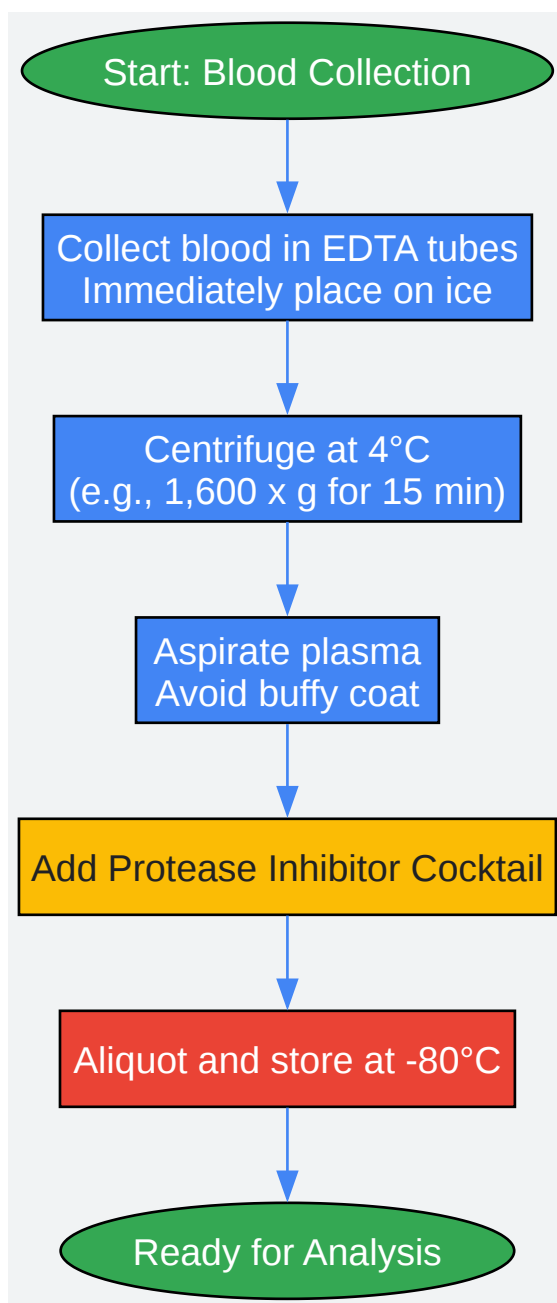 Start: Blood Collection
Collect blood in EDTA tubes
Immediately place on ice
Centrifuge at 4°C
(e.g., 1,600 x g for 15 min)
Aspirate plasma
Avoid buffy coat
Add Protease Inhibitor Cocktail
Aliquot and store at -80°C
Ready for Analysis